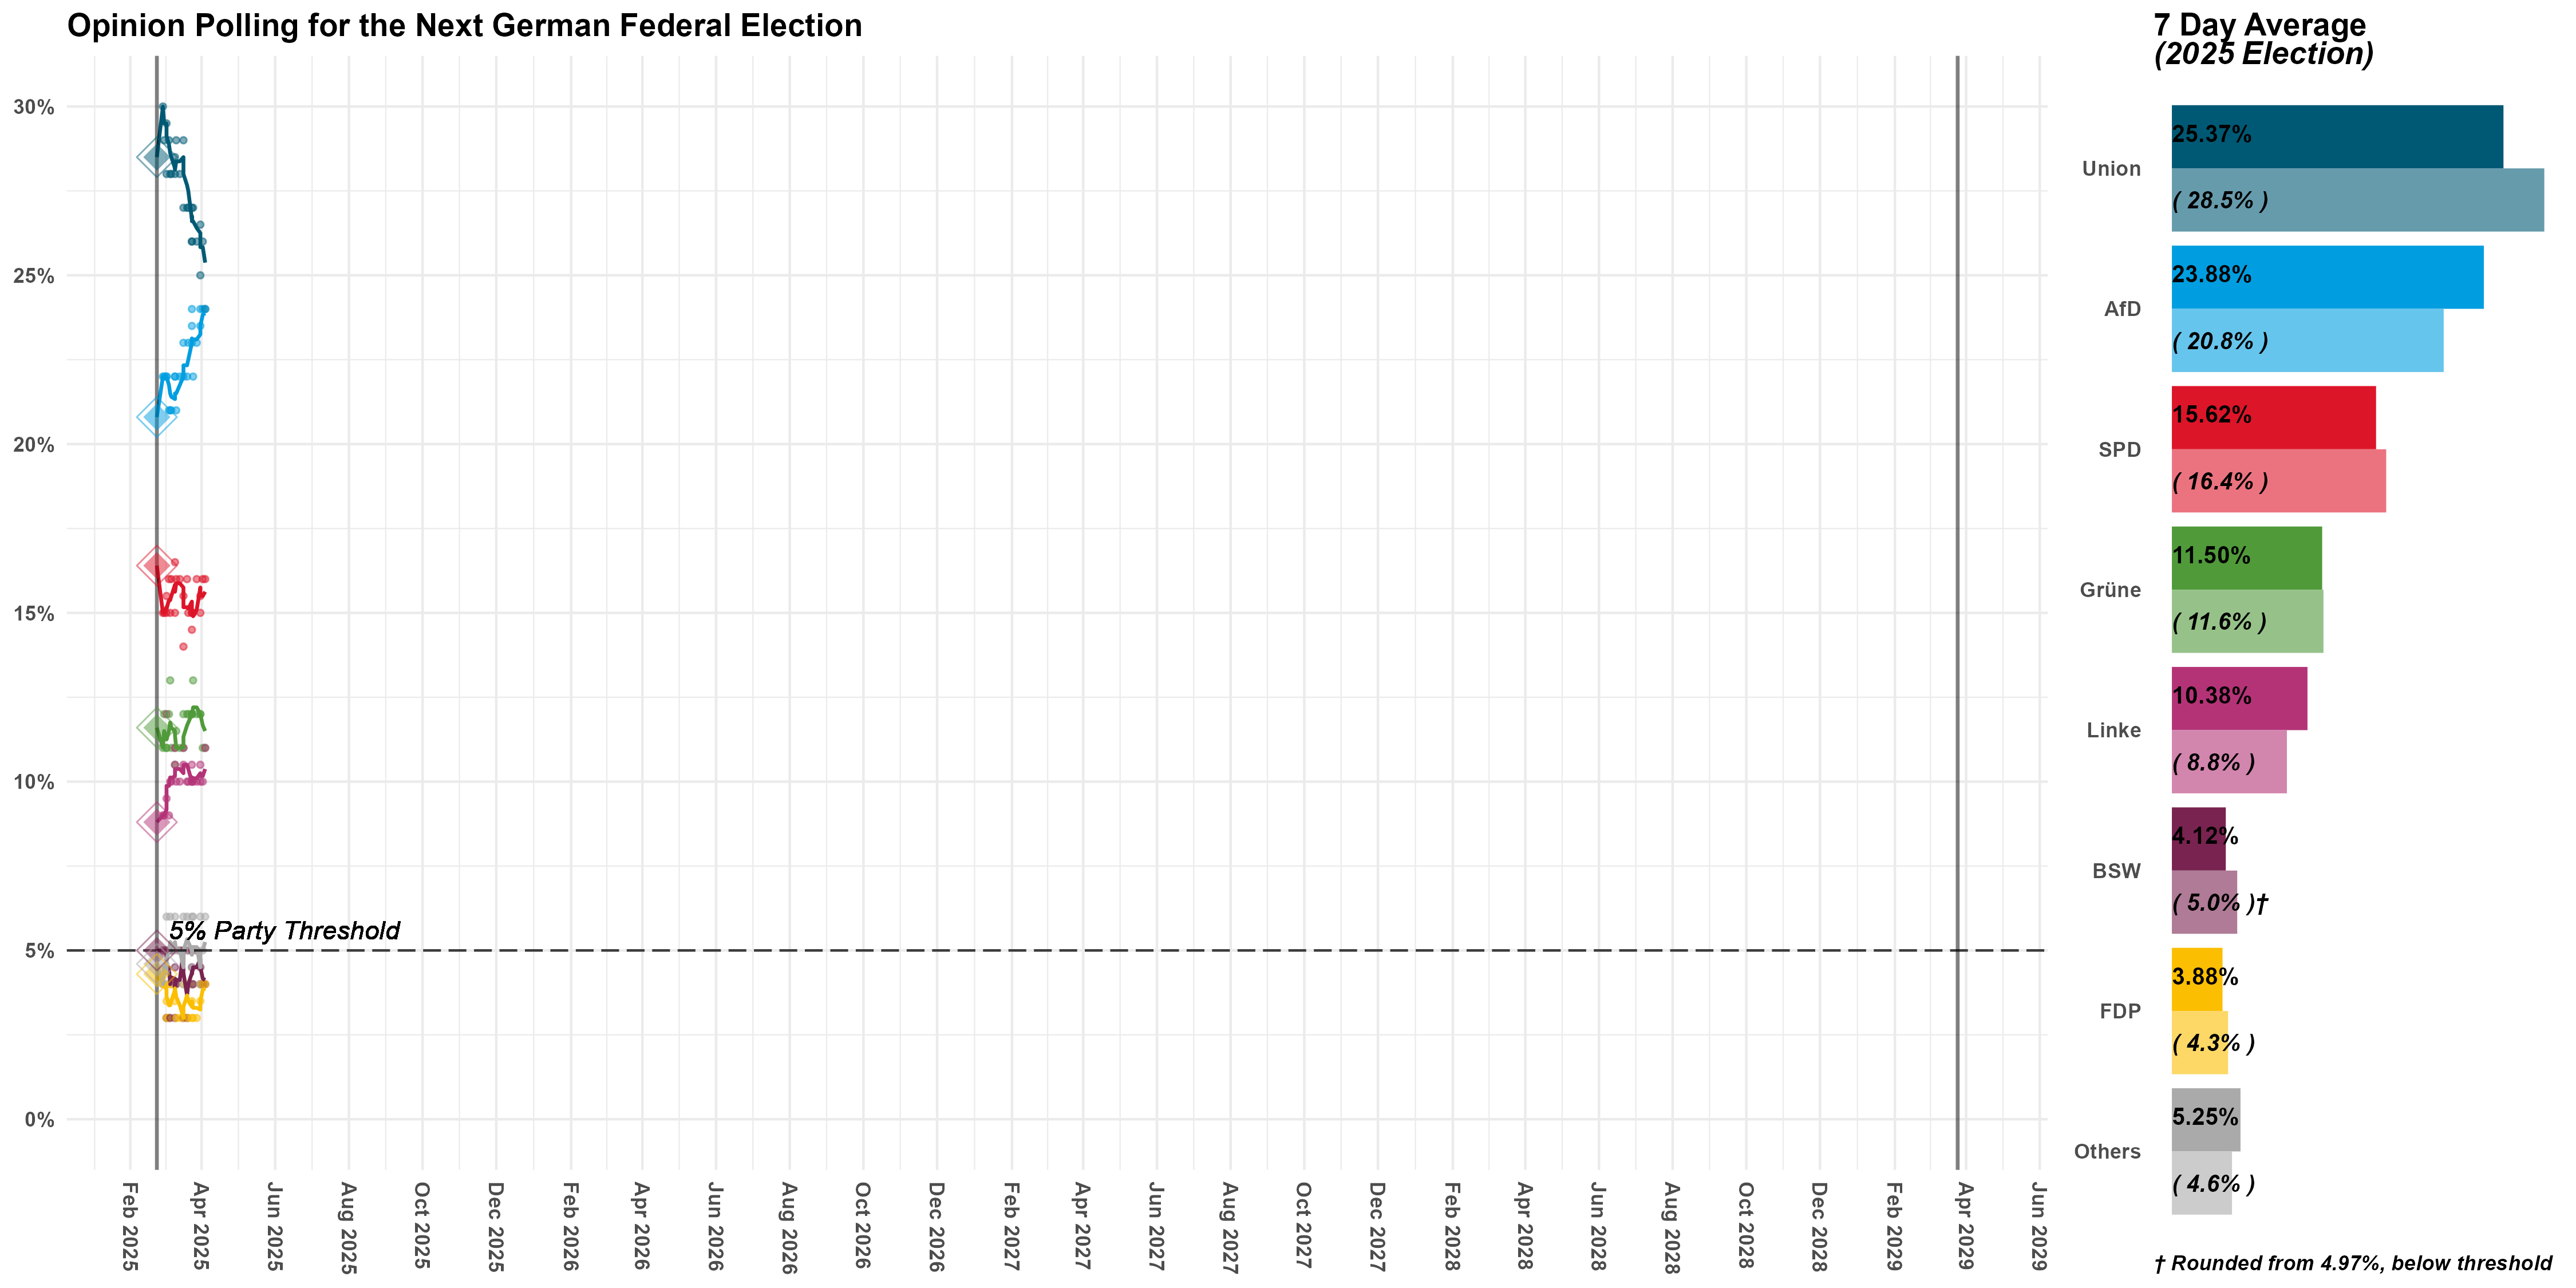 Opinion Polling for the Next German Federal Election
30%
25%
20%
15%
10%
5%
0%
5% Party Threshold
Feb 2025
Apr 2025
Jun 2025
Aug 2025
Oct 2025
Dec 2025
Feb 2026
Apr 2026
Jun 2026
Aug 2026
Oct 2026
Dec 2026
Feb 2027
Apr 2027
Jun 2027
Aug 2027
Oct 2027
Dec 2027
Feb 2028
Apr 2028
Jun 2028
Aug 2028
Oct 2028
Dec 2028
Feb 2029
Apr 2029
Jun 2029
7 Day Average
(2025 Election)
Union
25.37%
( 28.5% )
AfD
23.88%
( 20.8% )
SPD
15.62%
( 16.4% )
Grüne
11.50%
( 11.6% )
Linke
10.38%
( 8.8% )
BSW
4.12%
( 5.0% )†
FDP
3.88%
( 4.3% )
Others
5.25%
( 4.6% )
† Rounded from 4.97%, below threshold